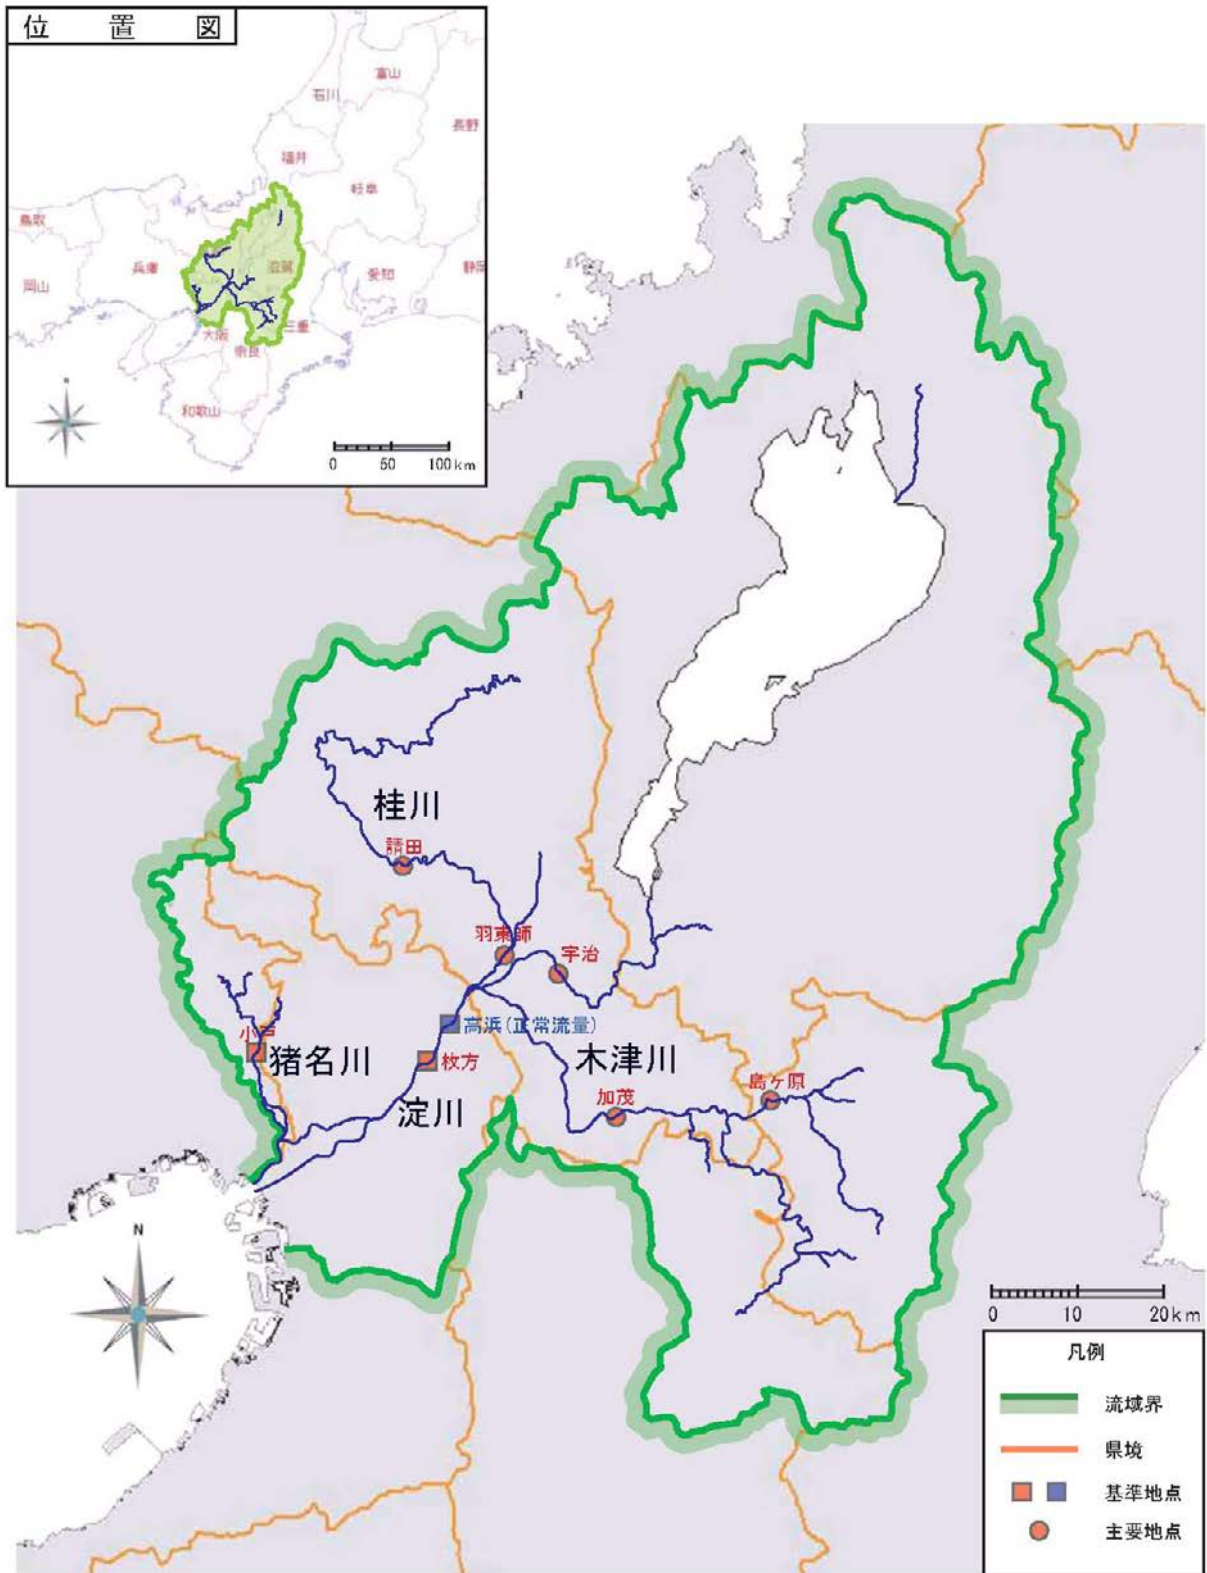 位置図
富山
石川
長野
福井
岐阜
鳥取
兵庫
滋賀
愛知
静岡
岡山
大阪
三重
奈良
和歌山
N
0 50 100km
桂川
請田
羽束師
宇治
高浜(正常流量)
小戸
猪名川
枚方
木津川
島ヶ原
加茂
淀川
N
0 10 20km
凡例
流域界
県境
基準地点
主要地点